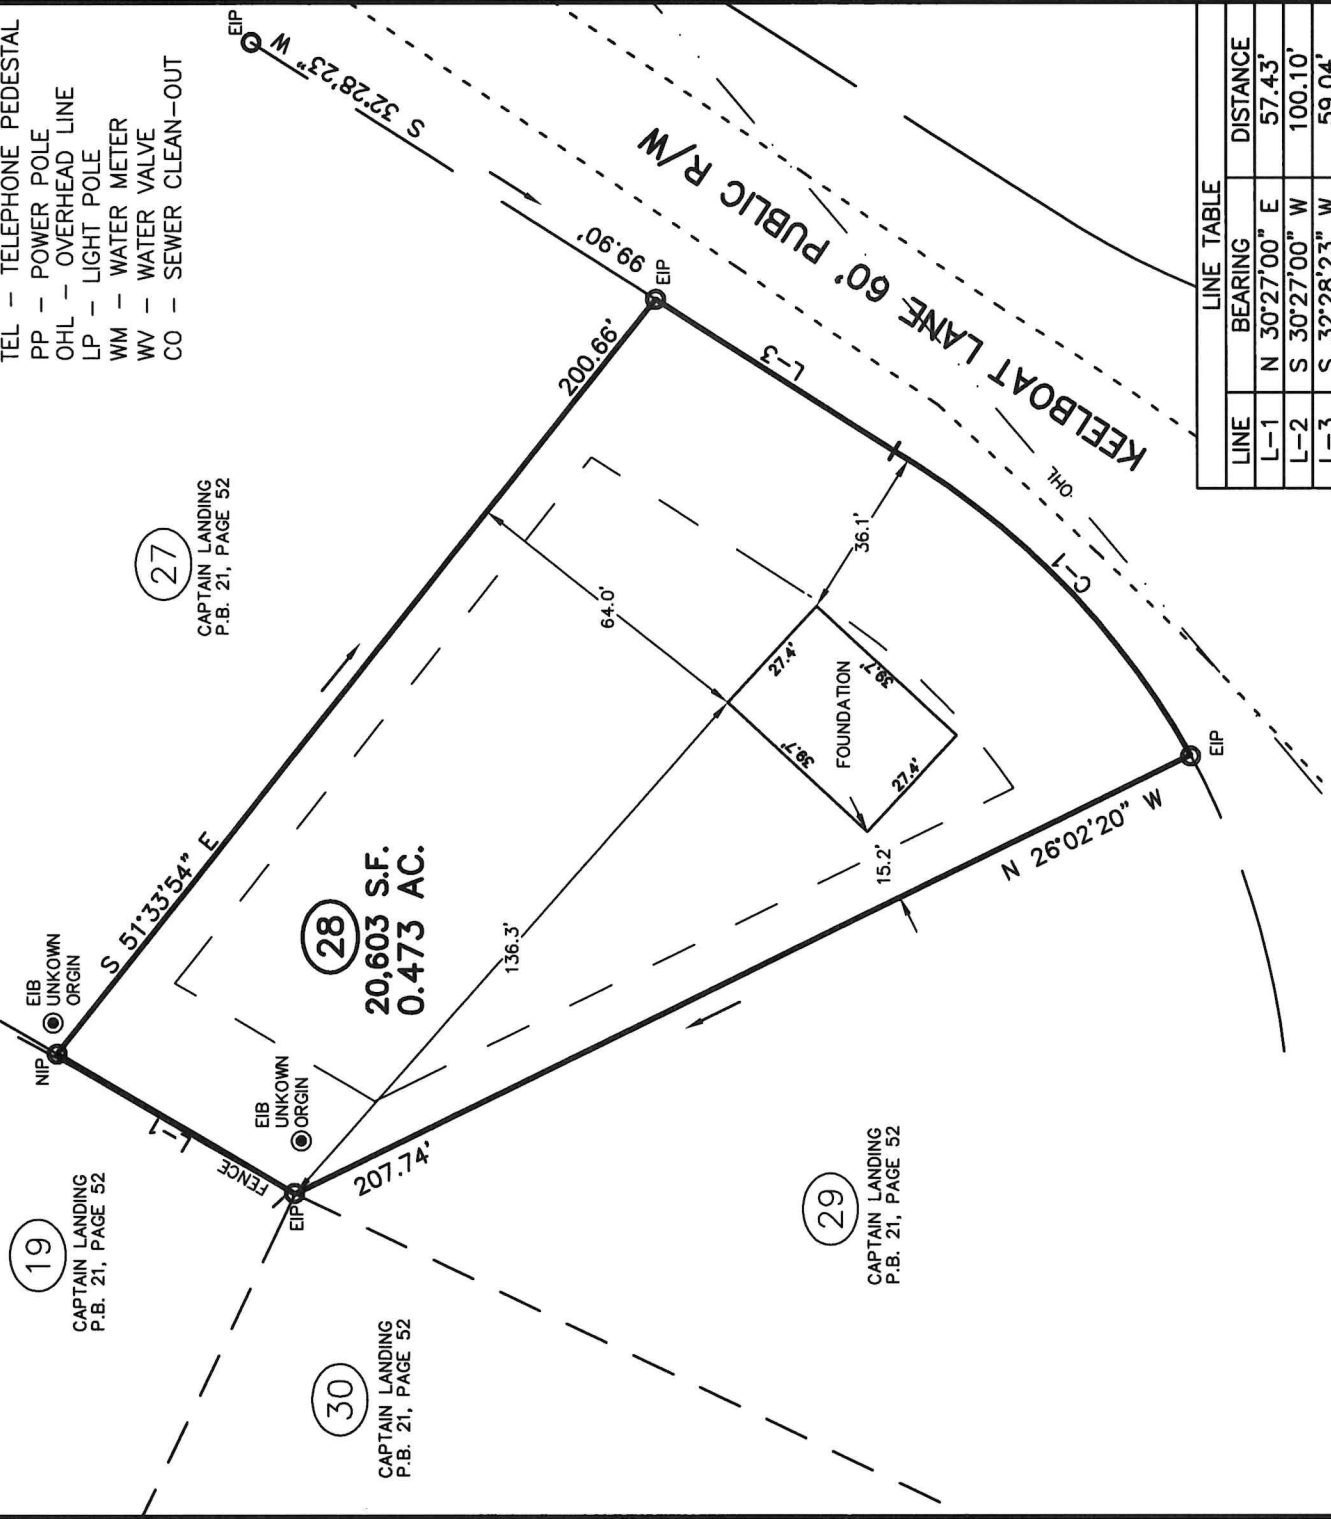 TEL – TELEPHONE PEDESTAL
PP – POWER POLE
OHL – OVERHEAD LINE
LP – LIGHT POLE
WM – WATER METER
WV – WATER VALVE
CO – SEWER CLEAN-OUT
EIP
S 32°28'23" W
99.90'
EIP
200.66'
L-3
KEELBOAT LANE 60' PUBLIC R/W
OHL
27
CAPTAIN LANDING
P.B. 21, PAGE 52
64.0'
36.1'
C-1
27.4'
39.7'
FOUNDATION
39.7'
27.4'
15.2'
EIP
N 26°02'20" W
S 51°33'54" E
28
20,603 S.F.
0.473 AC.
136.3'
EIB
UNKOWN
ORGIN
NIP
EIB
UNKOWN
ORGIN
L-1
FENCE
EIP
207.74'
19
CAPTAIN LANDING
P.B. 21, PAGE 52
29
CAPTAIN LANDING
P.B. 21, PAGE 52
30
CAPTAIN LANDING
P.B. 21, PAGE 52
LINE TABLE
LINE BEARING DISTANCE
L-1 N 30°27'00" E 57.43'
L-2 S 30°27'00" W 100.10'
L-3 S 32°28'23" W 59.04'